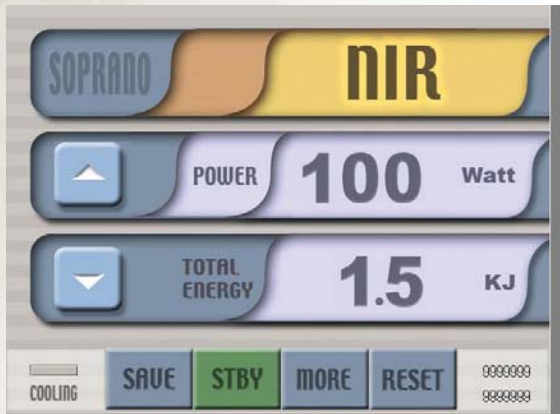 SOPRANO NIR
POWER 100 Watt
TOTAL ENERGY 1.5 KJ
COOLING SAVE STBY MORE RESET 9999999
9999999